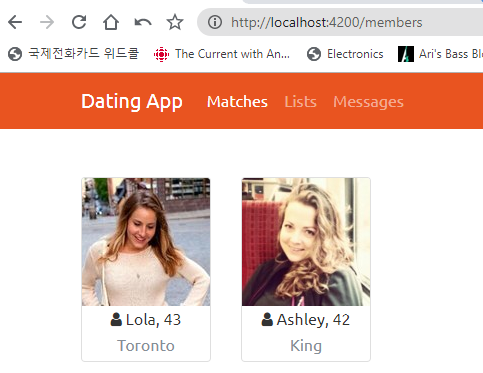 http://localhost:4200/members
국제전화카드 위드콜 The Current with An... Electronics Ari's Bass Blo
Dating App Matches Lists Messages
Lola, 43
Toronto
Ashley, 42
King